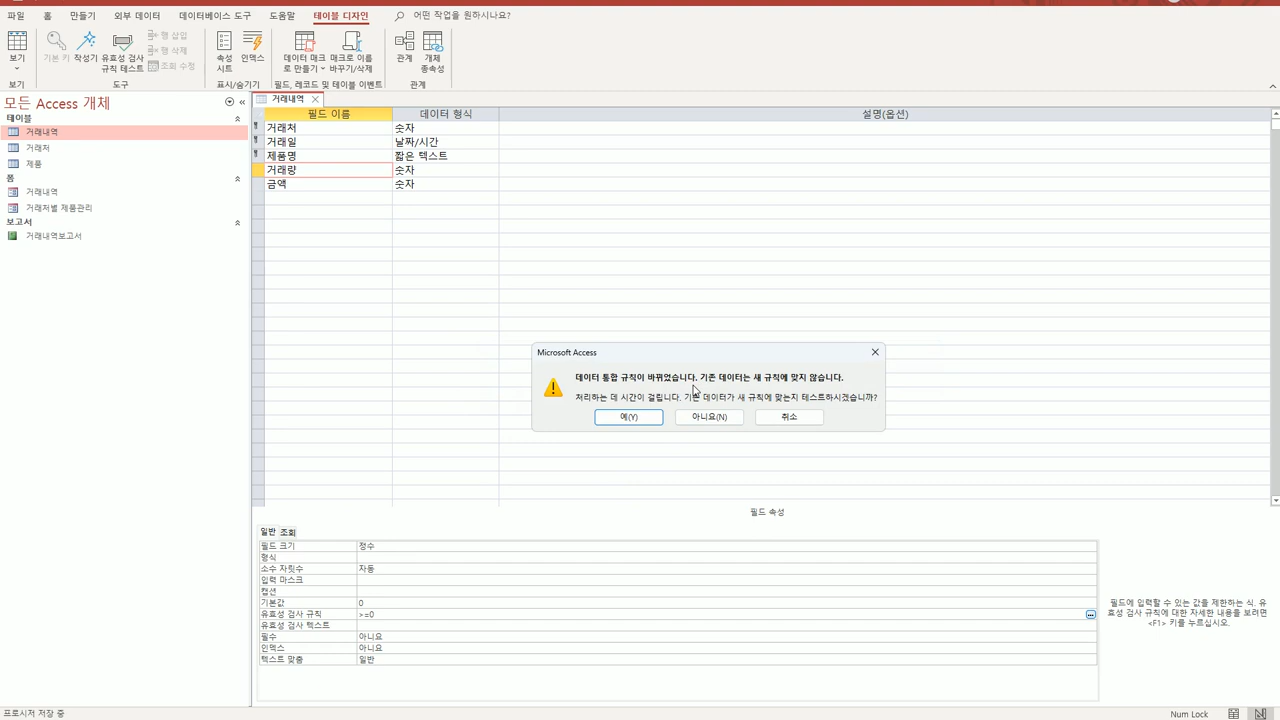 파일 홈 만들기 외부 데이터 데이터베이스 도구 도움말 테이블 디자인 어떤 작업을 원하시나요?
보기
기본 키
작성기
유효성 검사
규칙 테스트
행 삽입
행 삭제
조회 수정
속성
시트
인덱스
데이터 매크
로 만들기
매크로 이름
바꾸기/삭제
관계
개체
종속성
보기 도구 표시/숨기기 필드, 레코드 및 테이블 이벤트 관계
모든 Access 개체
테이블
거래내역
거래처
제품
폼
거래내역
거래처별 제품관리
보고서
거래내역보고서
거래내역
필드 이름 데이터 형식 설명(옵션)
거래처 숫자
거래일 날짜/시간
제품명 짧은 텍스트
거래량 숫자
금액 숫자
Microsoft Access
데이터 통합 규칙이 바뀌었습니다. 기존 데이터는 새 규칙에 맞지 않습니다.
처리하는 데 시간이 걸립니다. 기존 데이터가 새 규칙에 맞는지 테스트하시겠습니까?
예(Y) 아니요(N) 취소
필드 속성
일반 조회
필드 크기 정수
형식
소수 자릿수 자동
입력 마스크
캡션
기본값 0
유효성 검사 규칙 >=0
유효성 검사 텍스트
필수 아니요
인덱스 아니요
텍스트 맞춤 일반
필드에 입력할 수 있는 값을 제한하는 식. 유
효성 검사 규칙에 대한 자세한 내용을 보려면
<F1> 키를 누르십시오.
프로시저 저장 중 Num Lock